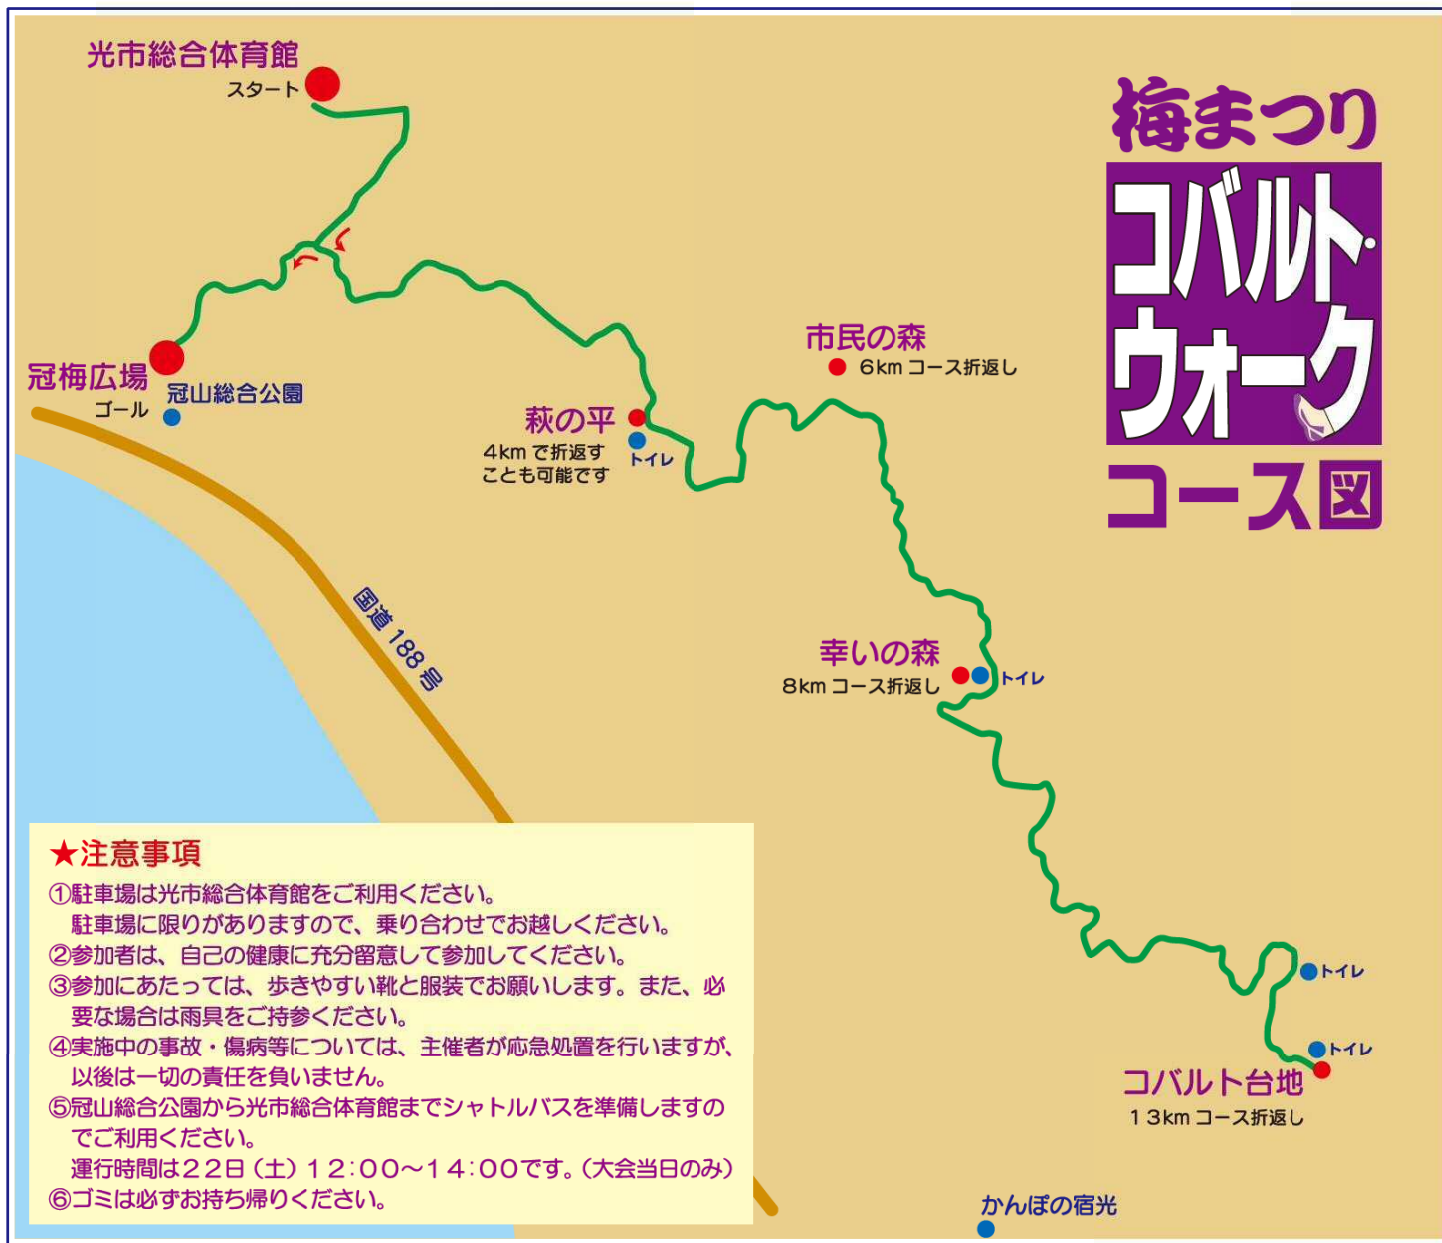 光市総合体育館
スタート
梅まつり
コバルト・
ウォーク
コース図
市民の森
6kmコース折返し
冠梅広場
ゴール
冠山総合公園
萩の平
4kmで折返す
ことも可能です
トイレ
国道188号
幸いの森
8kmコース折返し
トイレ
トイレ
トイレ
コバルト台地
13kmコース折返し
かんぽの宿光
★注意事項
①駐車場は光市総合体育館をご利用ください。
駐車場に限りがありますので、乗り合わせでお越しください。
②参加者は、自己の健康に充分留意して参加してください。
③参加にあたっては、歩きやすい靴と服装でお願いします。また、必
要な場合は雨具をご持参ください。
④実施中の事故・傷病等については、主催者が応急処置を行いますが、
以後は一切の責任を負いません。
⑤冠山総合公園から光市総合体育館までシャトルバスを準備しますの
でご利用ください。
運行時間は22日(土)12:00～14:00です。(大会当日のみ)
⑥ゴミは必ずお持ち帰りください。